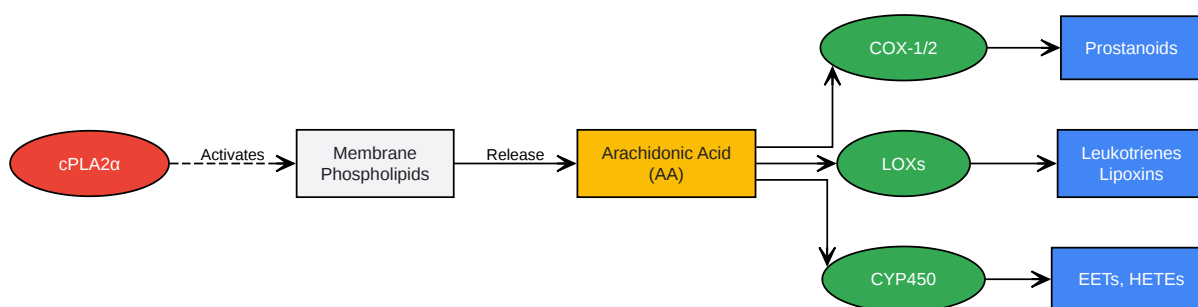 cPLA2α
Activates
Membrane
Phospholipids
Release
Arachidonic Acid
(AA)
COX-1/2
Prostanoids
LOXs
Leukotrienes
Lipoxins
CYP450
EETs, HETEs